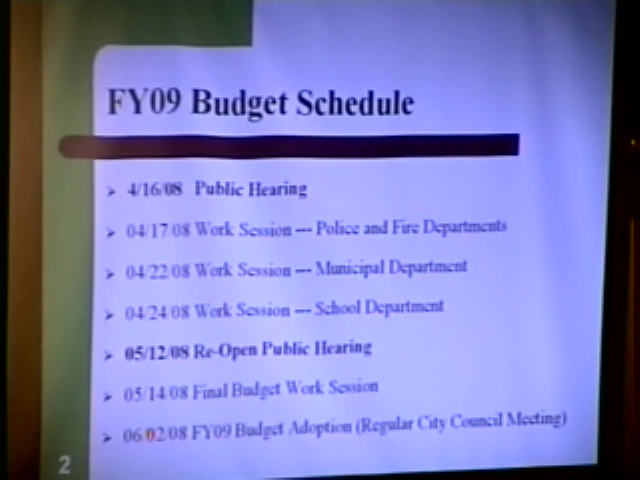 FY09 Budget Schedule
➢ 4/16/08 Public Hearing
➢ 04/17/08 Work Session --- Police and Fire Departments
➢ 04/22/08 Work Session --- Municipal Department
➢ 04/24/08 Work Session --- School Department
➢ 05/12/08 Re-Open Public Hearing
➢ 05/14/08 Final Budget Work Session
➢ 06/02/08 FY09 Budget Adoption (Regular City Council Meeting)
2